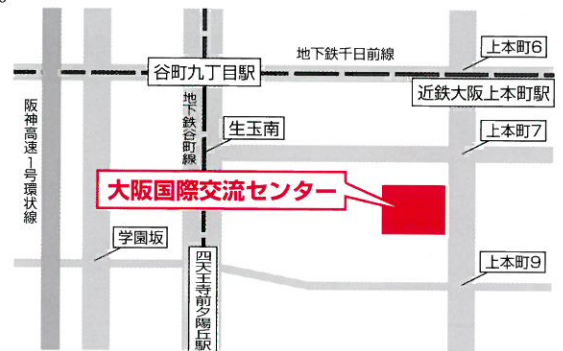 地下鉄千日前線
上本町6
谷町九丁目駅
近鉄大阪上本町駅
阪神高速1号環状線
地下鉄谷町線
生玉南
上本町7
大阪国際交流センター
学園坂
四天王寺前夕陽丘駅
上本町9